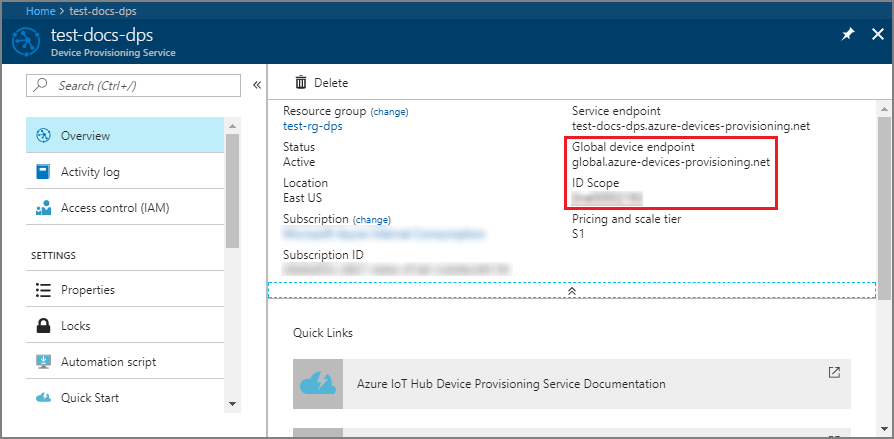 Home > test-docs-dps
test-docs-dps
Device Provisioning Service
Search (Ctrl+/)
Overview
Activity log
Access control (IAM)
SETTINGS
Properties
Locks
Automation script
Quick Start
Delete
Resource group (change)
test-rg-dps
Status
Active
Location
East US
Subscription (change)
Subscription ID
Service endpoint
test-docs-dps.azure-devices-provisioning.net
Global device endpoint
global.azure-devices-provisioning.net
ID Scope
Pricing and scale tier
S1
Quick Links
Azure IoT Hub Device Provisioning Service Documentation